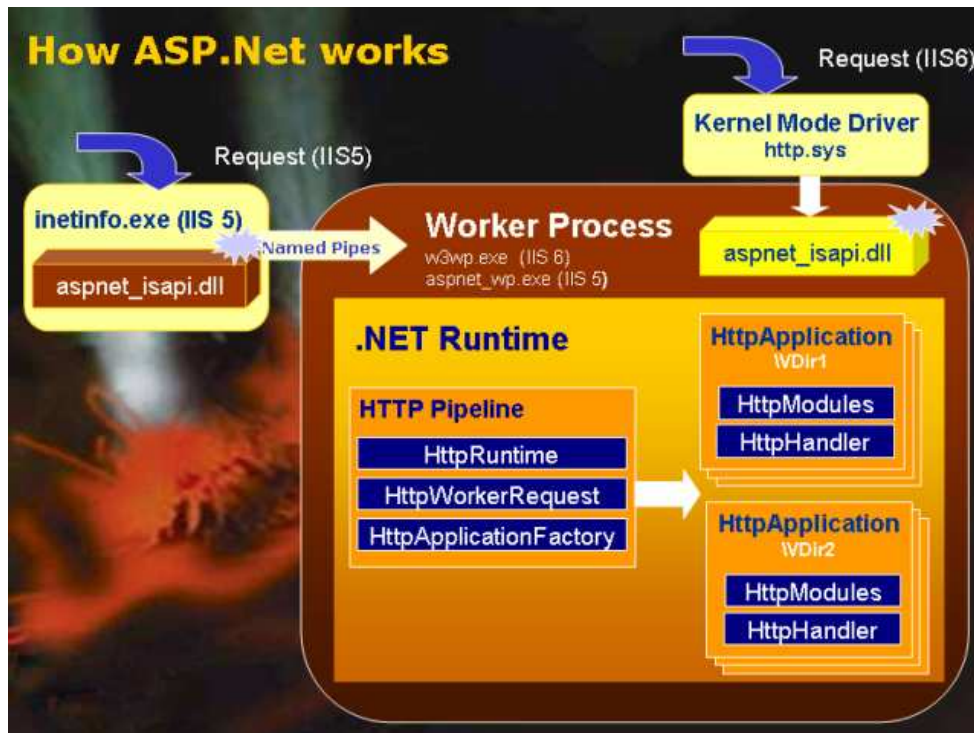 How ASP.Net works
Request (IIS6)
Kernel Mode Driver
http.sys
Request (IIS5)
inetinfo.exe (IIS 5)
aspnet_isapi.dll
Named Pipes
Worker Process
w3wp.exe (IIS 6)
aspnet_wp.exe (IIS 5)
aspnet_isapi.dll
.NET Runtime
HTTP Pipeline
HttpRuntime
HttpWorkerRequest
HttpApplicationFactory
HttpApplication
\VDir1
HttpModules
HttpHandler
HttpApplication
\VDir2
HttpModules
HttpHandler